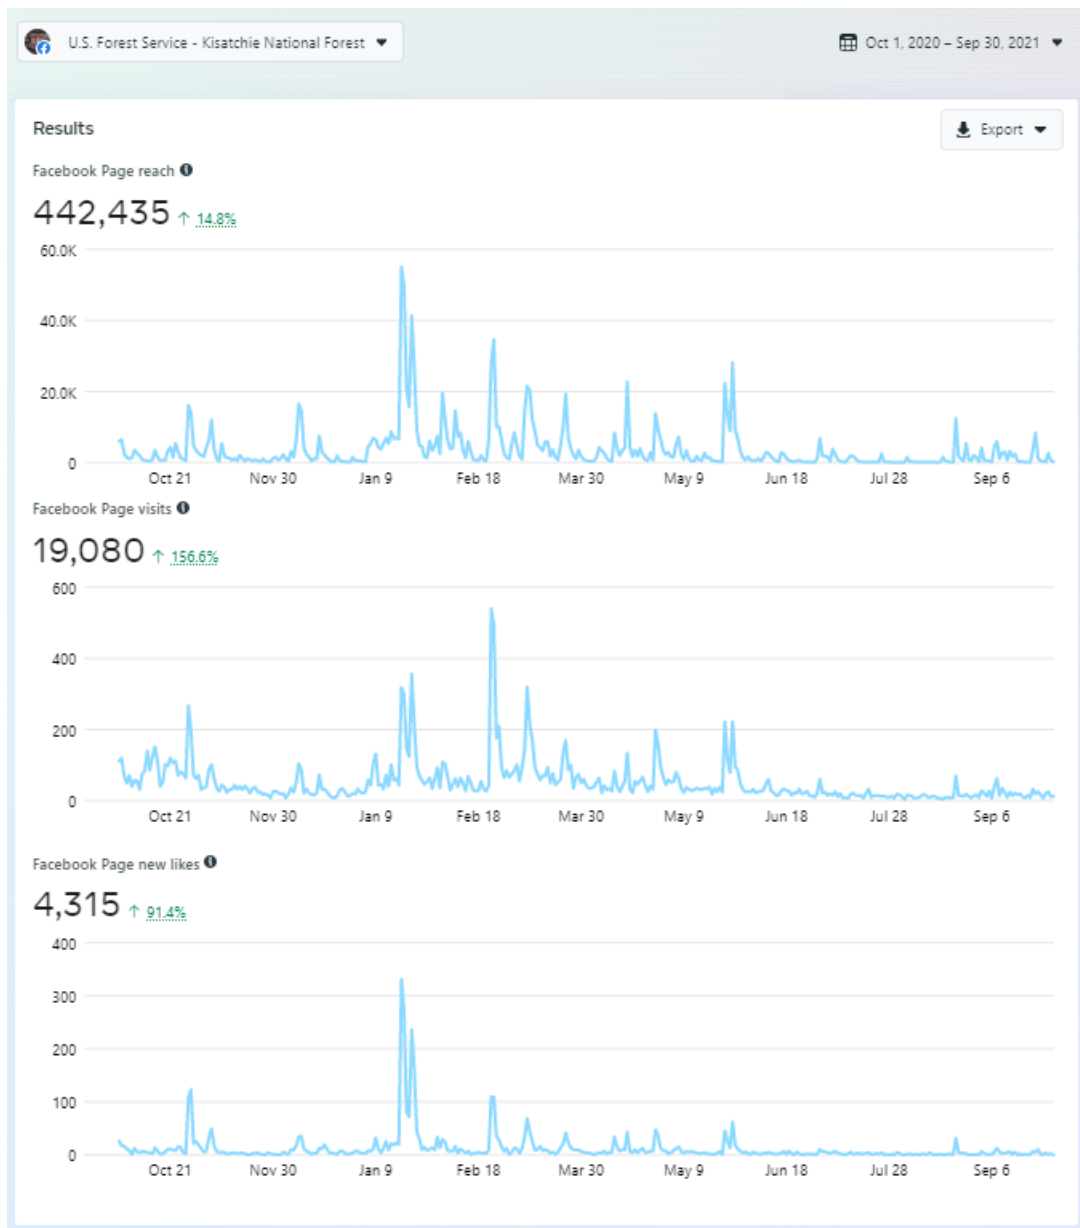 U.S. Forest Service - Kisatchie National Forest
Oct 1, 2020 – Sep 30, 2021
Results
Export
Facebook Page reach
442,435 ↑ 14.8%
60.0K
40.0K
20.0K
0
Oct 21 Nov 30 Jan 9 Feb 18 Mar 30 May 9 Jun 18 Jul 28 Sep 6
Facebook Page visits
19,080 ↑ 156.6%
600
400
200
0
Oct 21 Nov 30 Jan 9 Feb 18 Mar 30 May 9 Jun 18 Jul 28 Sep 6
Facebook Page new likes
4,315 ↑ 91.4%
400
300
200
100
0
Oct 21 Nov 30 Jan 9 Feb 18 Mar 30 May 9 Jun 18 Jul 28 Sep 6